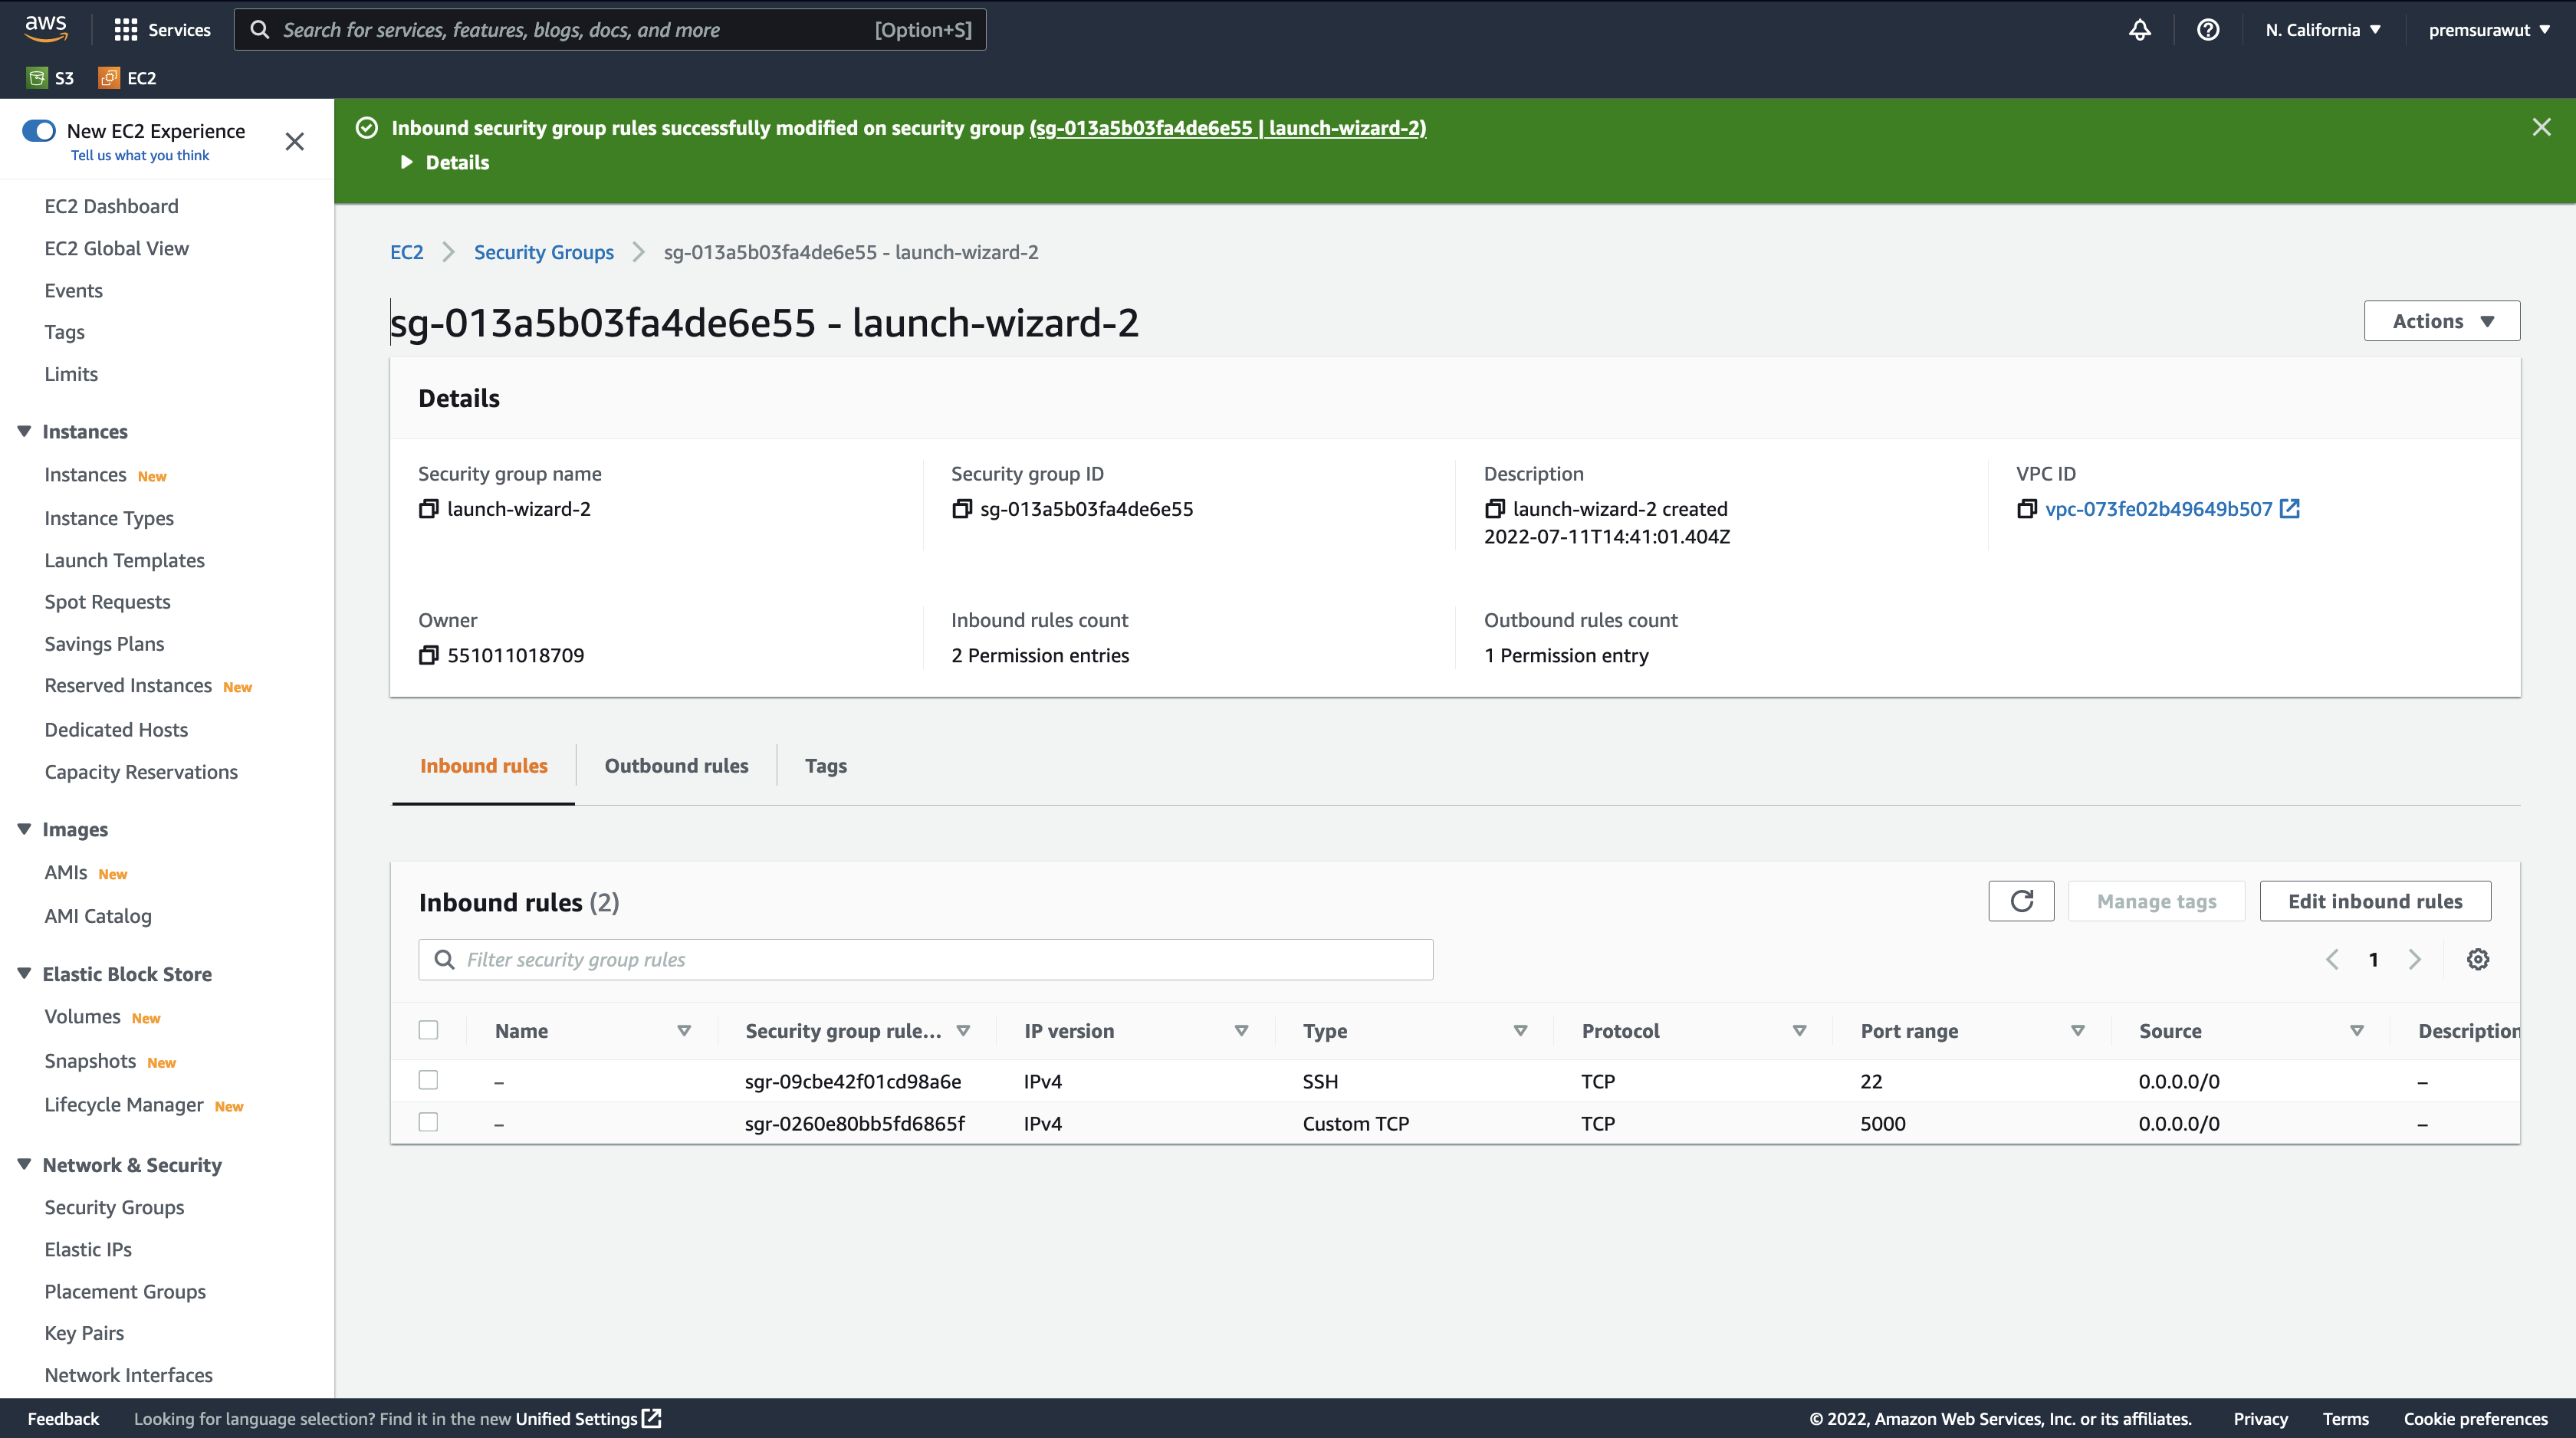 aws
Services
Search for services, features, blogs, docs, and more
[Option+S]
N. California
premsurawut
S3
EC2
New EC2 Experience
Tell us what you think
EC2 Dashboard
EC2 Global View
Events
Tags
Limits
Instances
Instances New
Instance Types
Launch Templates
Spot Requests
Savings Plans
Reserved Instances New
Dedicated Hosts
Capacity Reservations
Images
AMIs New
AMI Catalog
Elastic Block Store
Volumes New
Snapshots New
Lifecycle Manager New
Network & Security
Security Groups
Elastic IPs
Placement Groups
Key Pairs
Network Interfaces
Inbound security group rules successfully modified on security group (sg-013a5b03fa4de6e55 | launch-wizard-2)
Details
EC2 > Security Groups > sg-013a5b03fa4de6e55 - launch-wizard-2
sg-013a5b03fa4de6e55 - launch-wizard-2
Actions
Details
Security group name
launch-wizard-2
Security group ID
sg-013a5b03fa4de6e55
Description
launch-wizard-2 created
2022-07-11T14:41:01.404Z
VPC ID
vpc-073fe02b49649b507
Owner
551011018709
Inbound rules count
2 Permission entries
Outbound rules count
1 Permission entry
Inbound rules
Outbound rules
Tags
Inbound rules (2)
Manage tags
Edit inbound rules
Filter security group rules
1
Name Security group rule... IP version Type Protocol Port range Source Description
– sgr-09cbe42f01cd98a6e IPv4 SSH TCP 22 0.0.0.0/0 –
– sgr-0260e80bb5fd6865f IPv4 Custom TCP TCP 5000 0.0.0.0/0 –
Feedback
Looking for language selection? Find it in the new Unified Settings
© 2022, Amazon Web Services, Inc. or its affiliates.
Privacy
Terms
Cookie preferences